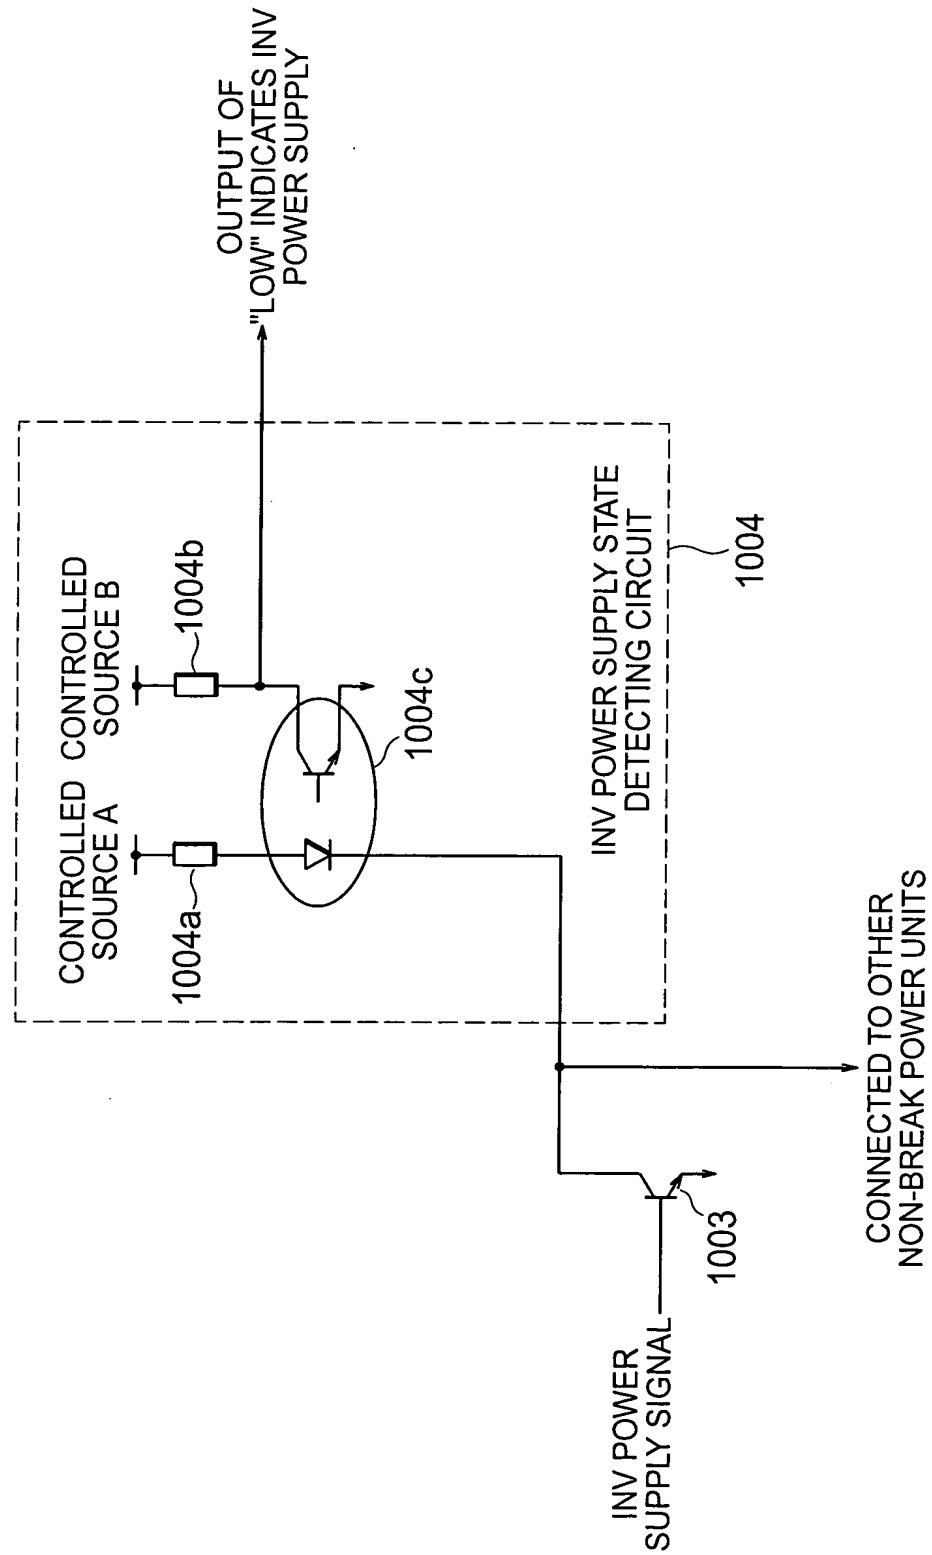 CONTROLLED
SOURCE A
CONTROLLED
SOURCE B
1004a
1004b
1004c
OUTPUT OF
"LOW" INDICATES INV
POWER SUPPLY
INV POWER SUPPLY STATE
DETECTING CIRCUIT
1004
INV POWER
SUPPLY SIGNAL
1003
CONNECTED TO OTHER
NON-BREAK POWER UNITS